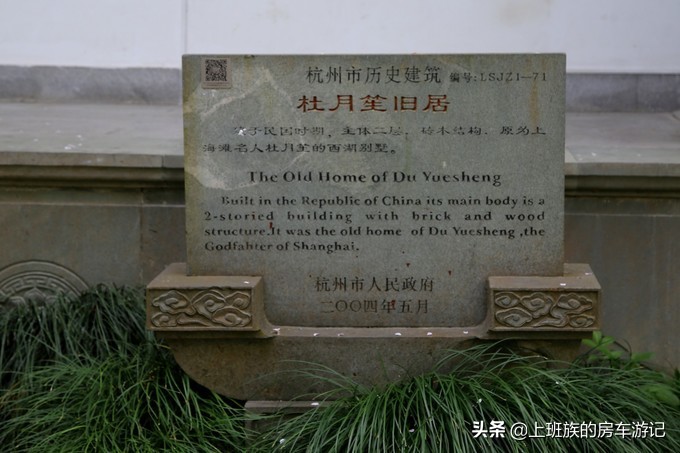 杭州市历史建筑 编号:LSJZ1—71
杜月笙旧居
建于民国时期，主体二层，砖木结构，原为上
海滩名人杜月笙的西湖别墅。
The Old Home of Du Yuesheng
Built in the Republic of China its main body is a
2-storied building with brick and wood
structure.It was the old home of Du Yuesheng ,the
Godfahter of Shanghai.
杭州市人民政府
二〇〇四年五月
头条 @上班族的房车游记